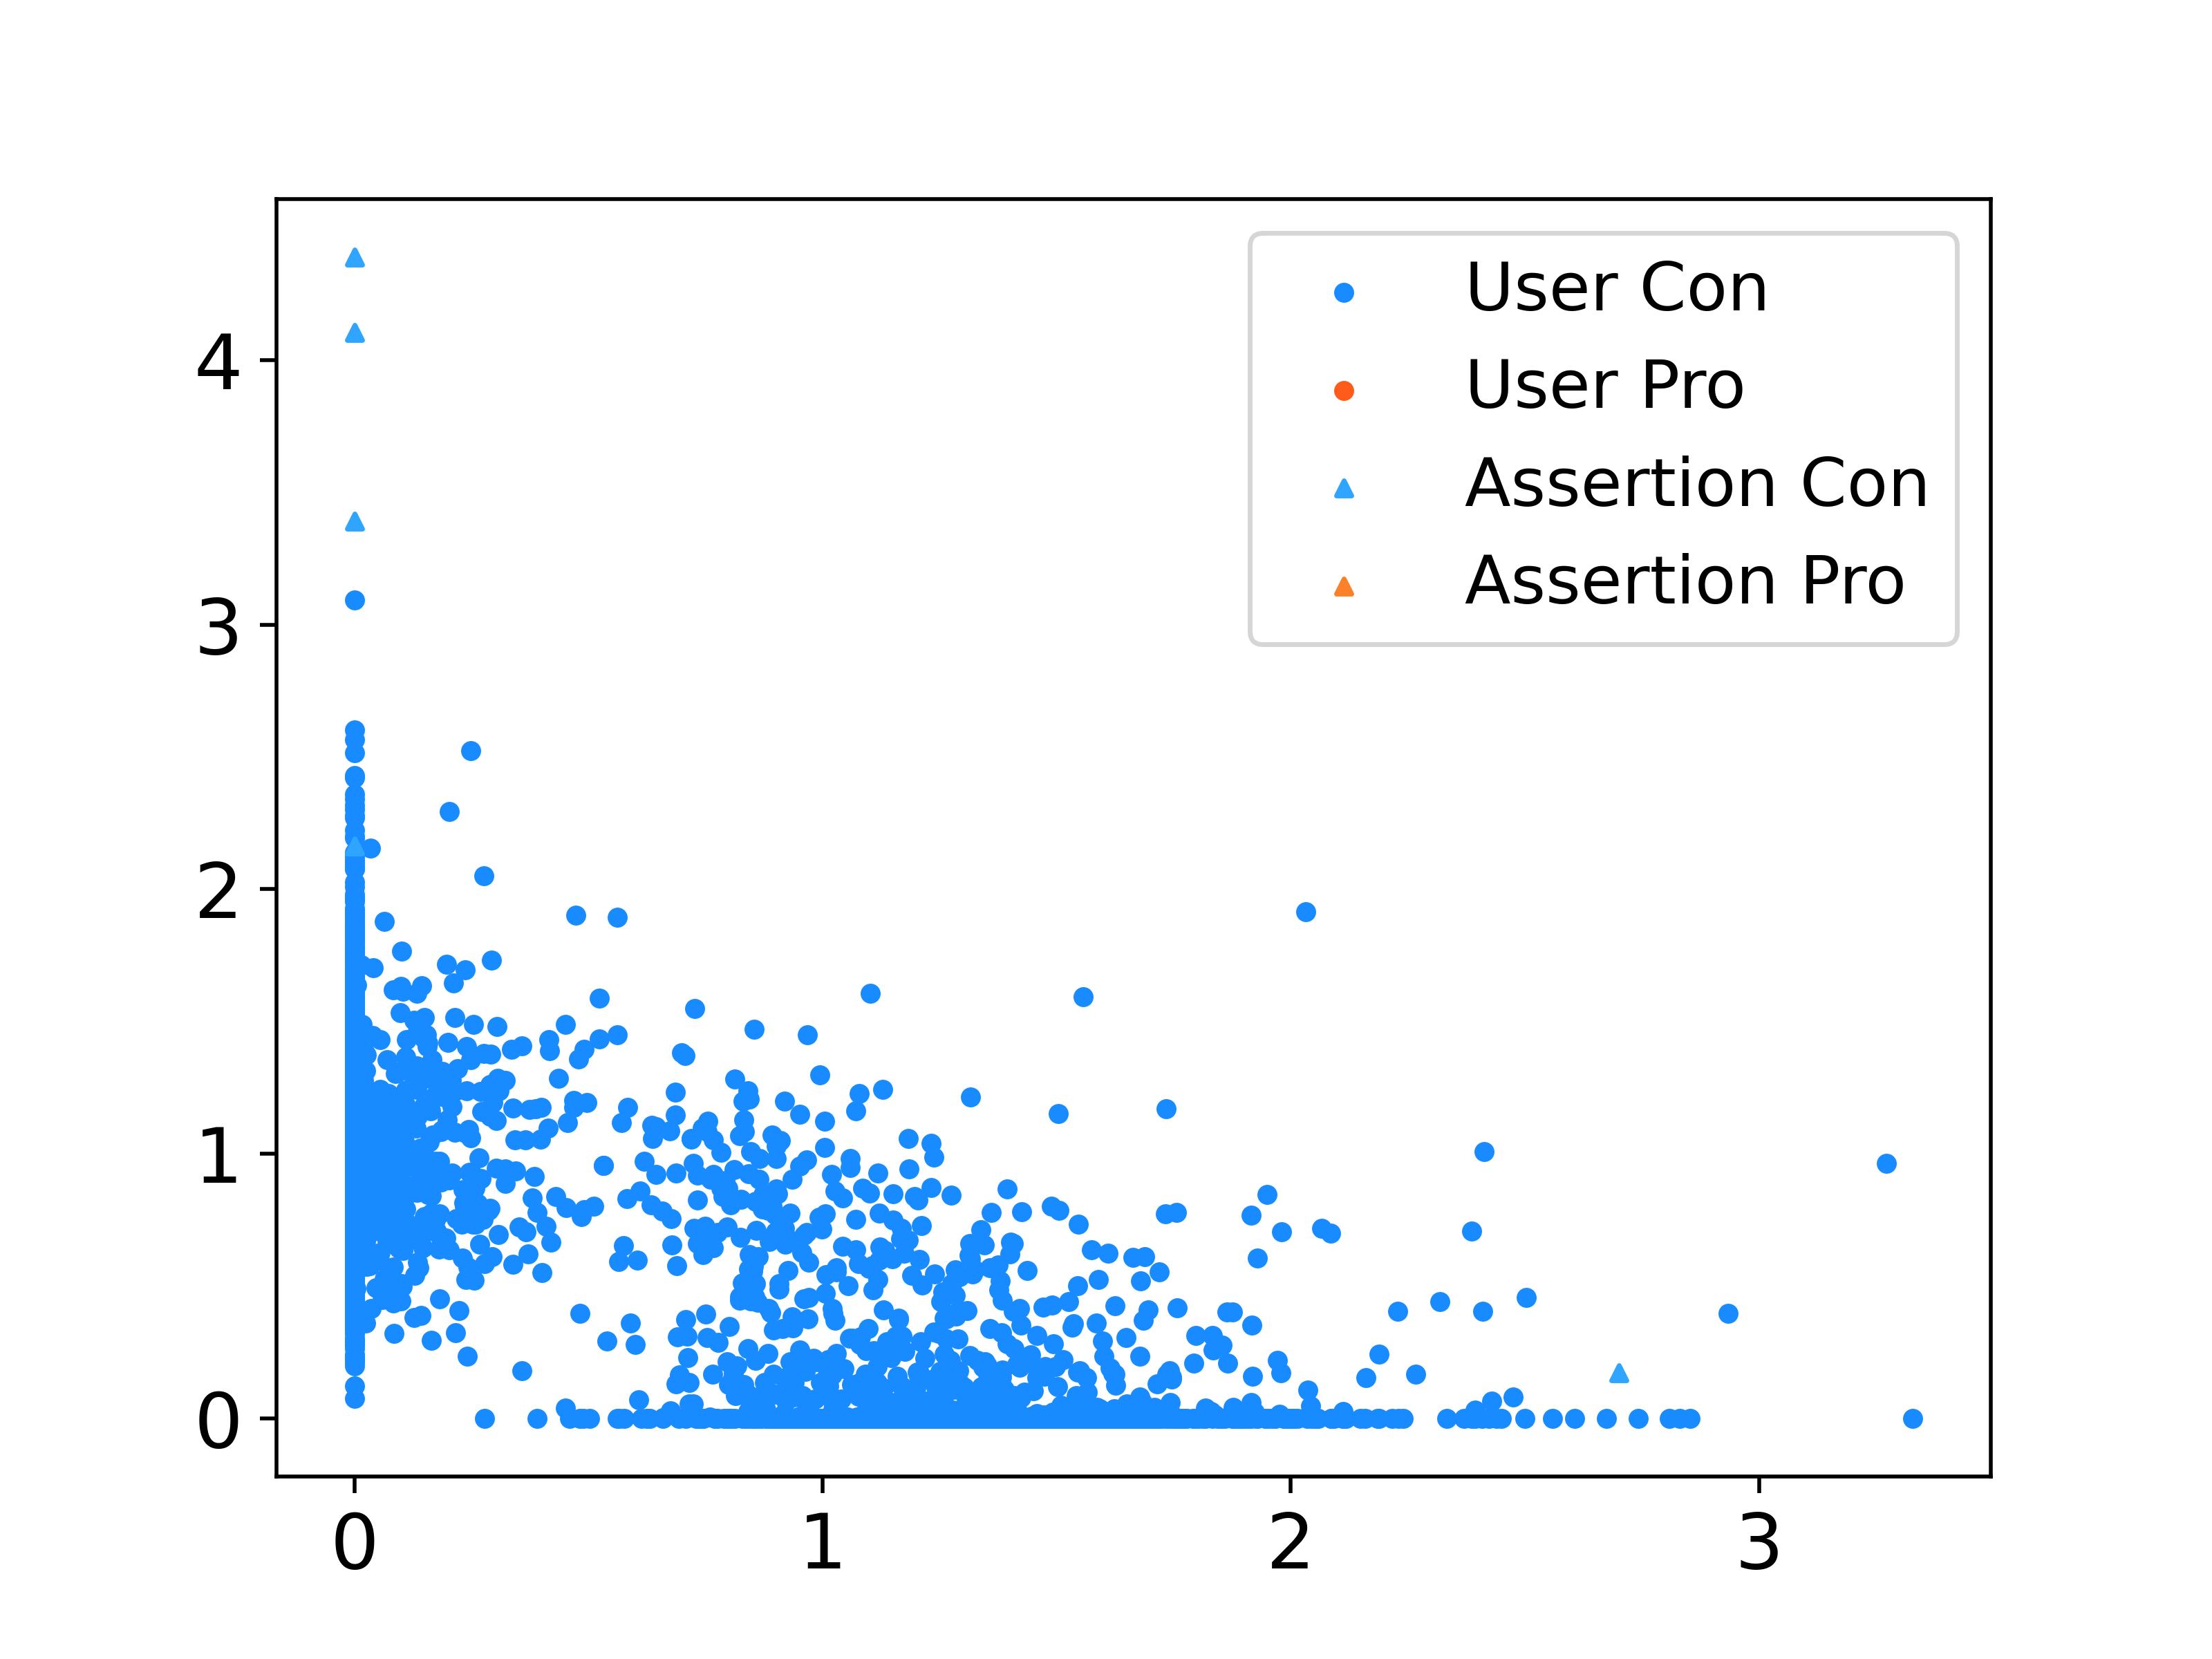 User Con
User Pro
Assertion Con
Assertion Pro
4
3
2
1
0
0 1 2 3